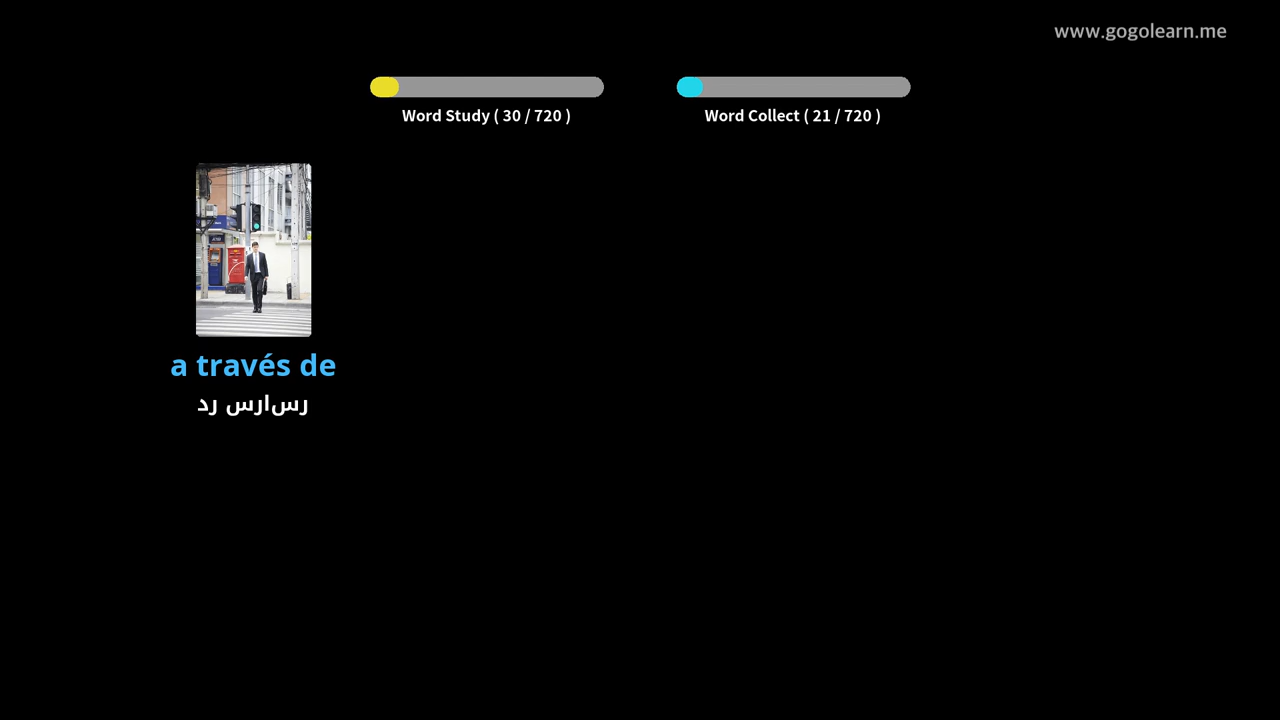 www.gogolearn.me
Word Study ( 30 / 720 )
Word Collect ( 21 / 720 )
a través de
رسارس رد